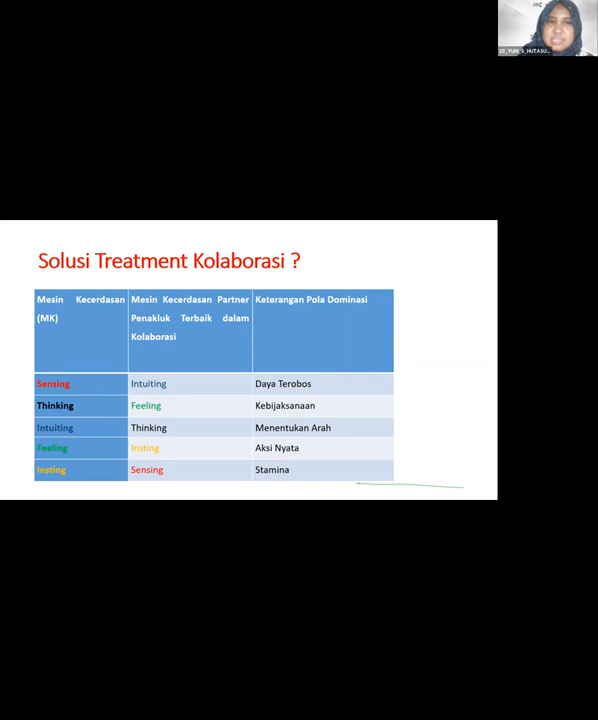 29_YUNI_S_HUTASU...
Solusi Treatment Kolaborasi ?
Mesin Kecerdasan (MK)
Mesin Kecerdasan Partner Penakluk Terbaik dalam Kolaborasi
Keterangan Pola Dominasi
Sensing Intuiting Daya Terobos
Thinking Feeling Kebijaksanaan
Intuiting Thinking Menentukan Arah
Feeling Insting Aksi Nyata
Insting Sensing Stamina